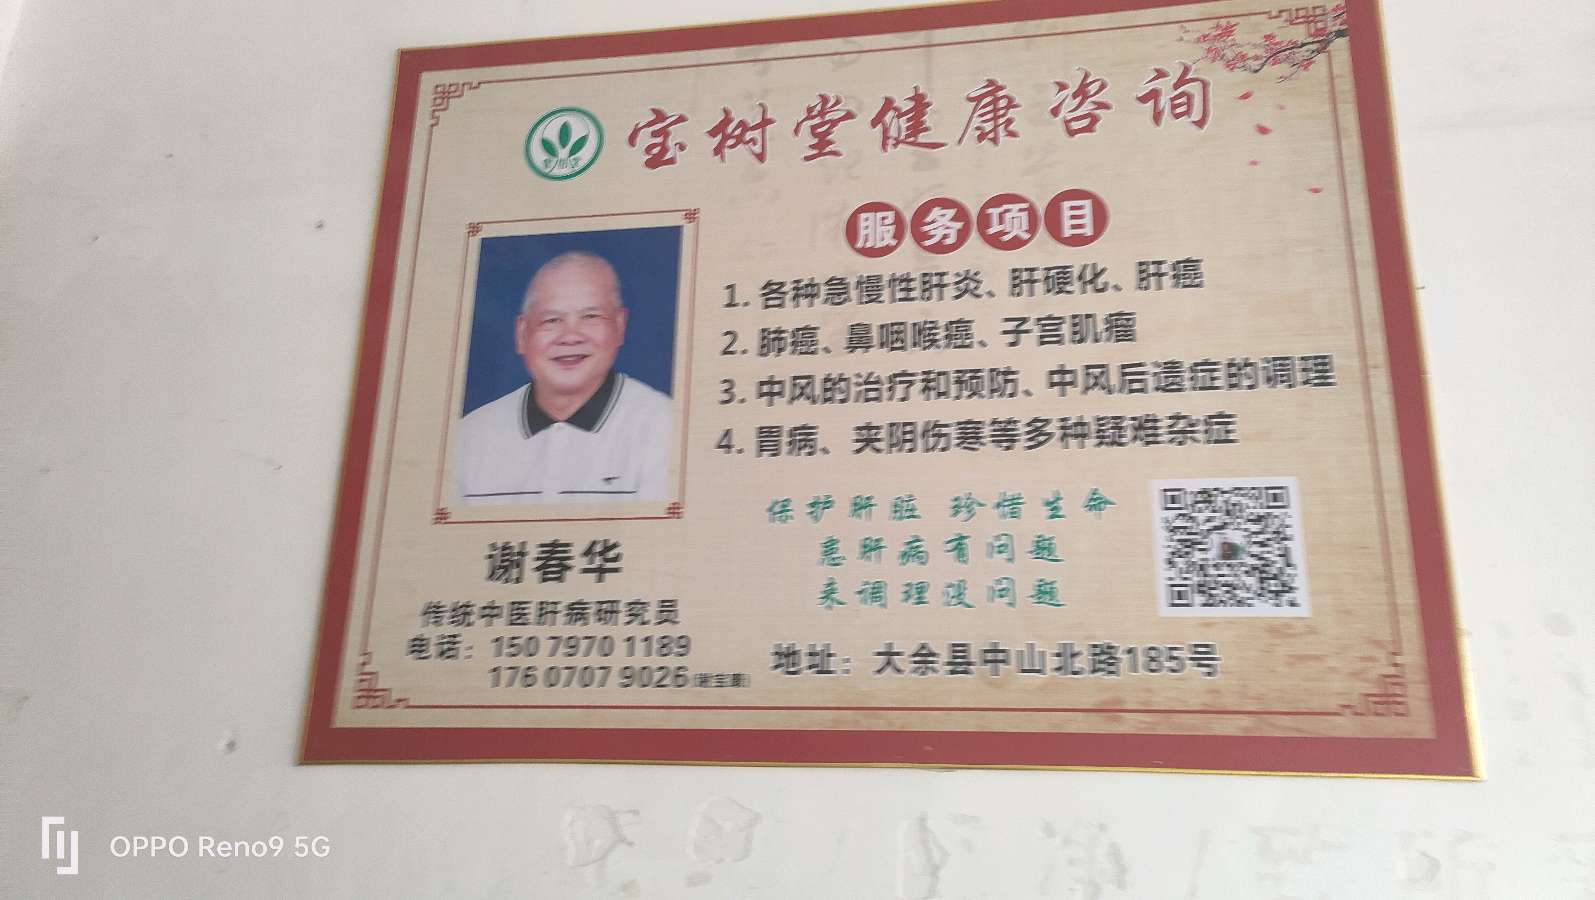 宝树堂健康咨询
服务项目
1. 各种急慢性肝炎、肝硬化、肝癌
2. 肺癌、鼻咽喉癌、子宫肌瘤
3. 中风的治疗和预防、中风后遗症的调理
4. 胃病、夹阴伤寒等多种疑难杂症
保护肝脏 珍惜生命
患肝病有问题
来调理没问题
谢春华
传统中医肝病研究员
电话：150 7970 1189
176 0707 9026
地址：大余县中山北路185号
OPPO Reno9 5G